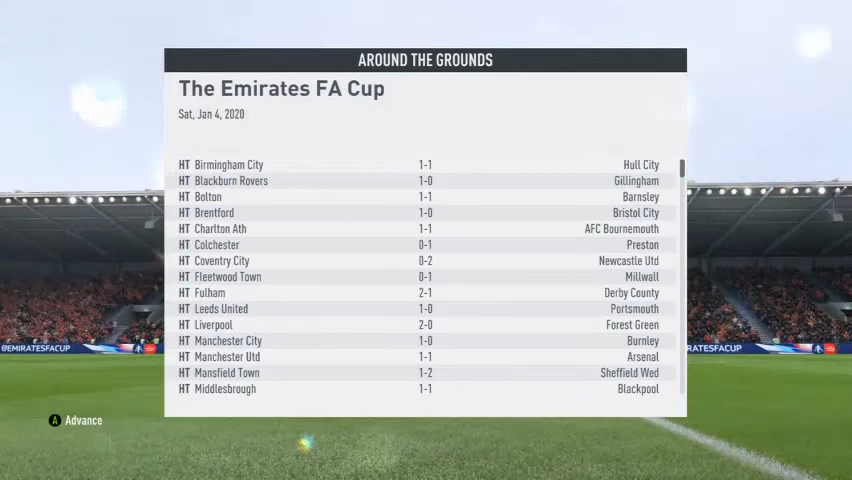 AROUND THE GROUNDS
The Emirates FA Cup
Sat, Jan 4, 2020
HT Birmingham City 1-1 Hull City
HT Blackburn Rovers 1-0 Gillingham
HT Bolton 1-1 Barnsley
HT Brentford 1-0 Bristol City
HT Charlton Ath 1-1 AFC Bournemouth
HT Colchester 0-1 Preston
HT Coventry City 0-2 Newcastle Utd
HT Fleetwood Town 0-1 Millwall
HT Fulham 2-1 Derby County
HT Leeds United 1-0 Portsmouth
HT Liverpool 2-0 Forest Green
HT Manchester City 1-0 Burnley
HT Manchester Utd 1-1 Arsenal
HT Mansfield Town 1-2 Sheffield Wed
HT Middlesbrough 1-1 Blackpool
@EMIRATESFACUP
RATESFACUP
A Advance